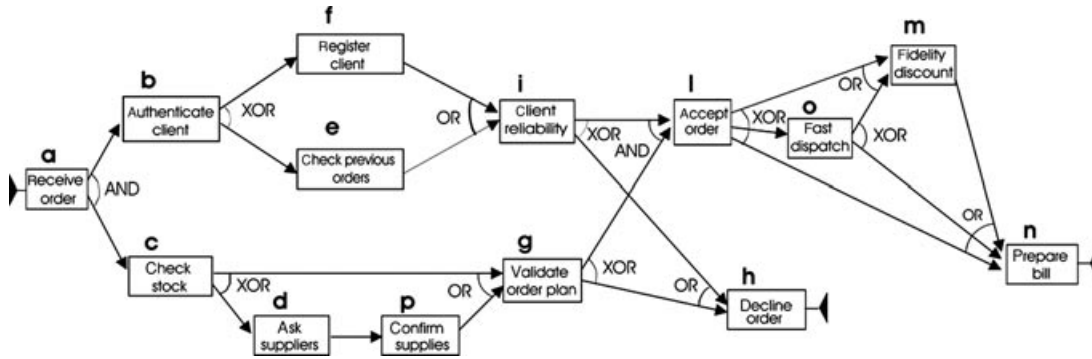 f
Register
client
b
Authenticate
client
XOR
e
Check previous
orders
OR
i
Client
reliability
XOR
AND
l
Accept
order
OR
XOR
o
Fast
dispatch
XOR
m
Fidelity
discount
a
Receive
order
AND
c
Check
stock
XOR
d
Ask
suppliers
p
Confirm
supplies
OR
g
Validate
order plan
XOR
OR
h
Decline
order
OR
n
Prepare
bill